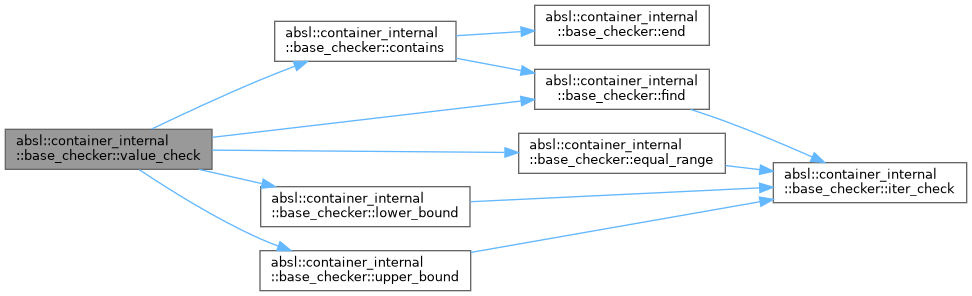 absl::container_internal
::base_checker::value_check
absl::container_internal
::base_checker::contains
absl::container_internal
::base_checker::end
absl::container_internal
::base_checker::find
absl::container_internal
::base_checker::equal_range
absl::container_internal
::base_checker::iter_check
absl::container_internal
::base_checker::lower_bound
absl::container_internal
::base_checker::upper_bound